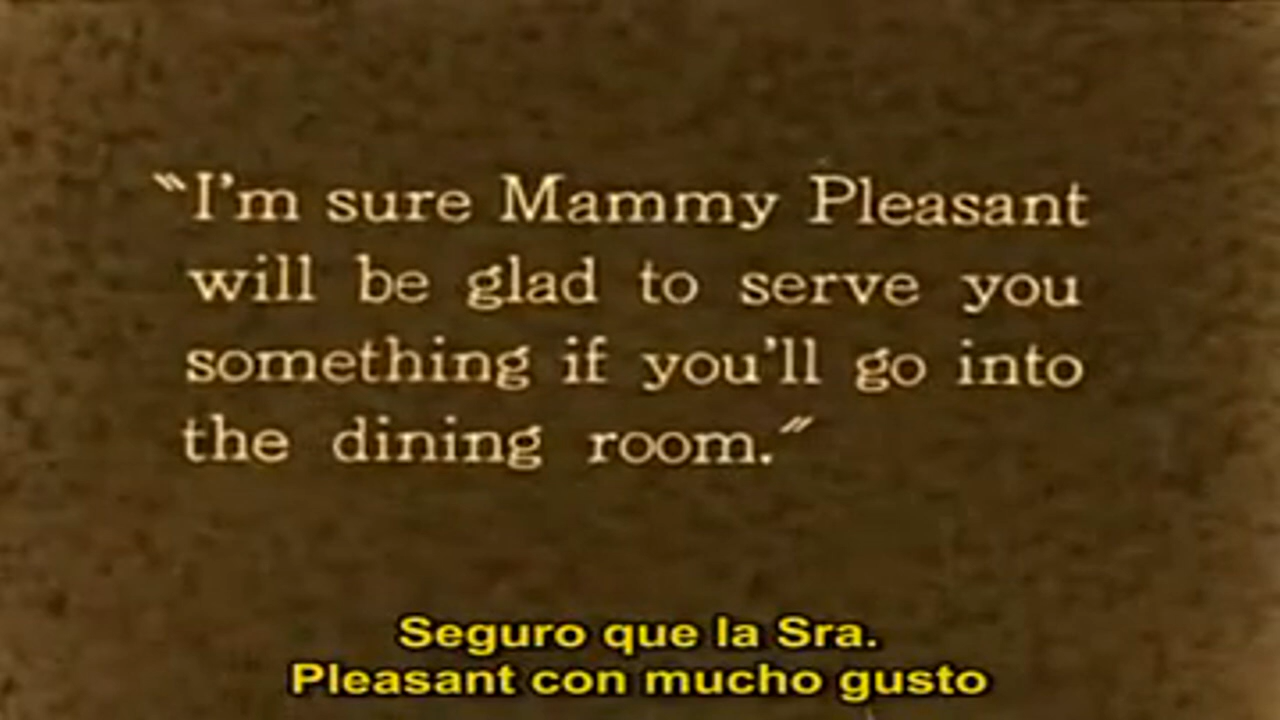 "I'm sure Mammy Pleasant
will be glad to serve you
something if you'll go into
the dining room."
Seguro que la Sra.
Pleasant con mucho gusto